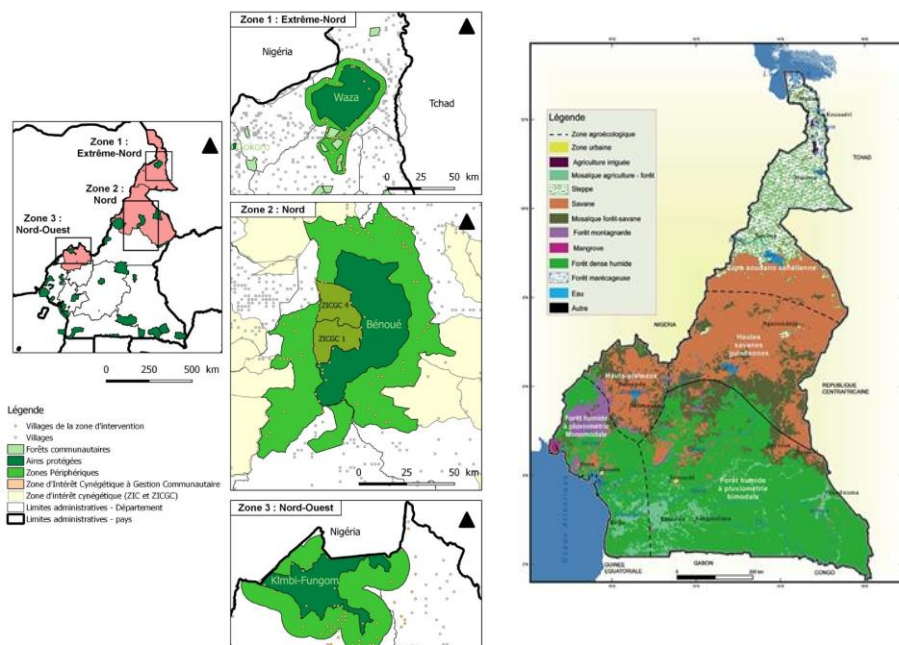 Zone 1 :
Extrême-Nord
Zone 2 :
Nord
Zone 3 :
Nord-Ouest
0 250 500 km
Légende
Villages de la zone d'intervention
Villages
Forêts communautaires
Aires protégées
Zones Périphériques
Zone d'Intérêt Cynégétique à Gestion Communautaire
Zone d'intérêt cynégétique (ZIC et ZICGC)
Limites administratives - Département
Limites administratives - pays
Zone 1 : Extrême-Nord
Nigéria
Waza
Tchad
0 25 50 km
Zone 2 : Nord
ZICGC 4
Bénoué
ZICGC 1
0 25 50 km
Zone 3 : Nord-Ouest
Nigéria
KImbi-Fungom
Légende
Zone agroécologique
Zone urbaine
Agriculture irriguée
Mosaïque agriculture - forêt
Steppe
Savane
Mosaïque forêt-savane
Forêt montagnarde
Mangrove
Forêt dense humide
Forêt marécageuse
Eau
Autre
Kousséri
TCHAD
Zone soudano sahélienne
NIGERIA
Hautes
savanes
guinéennes
Hauts-plateaux
REPUBLIQUE
CENTRAFRICAINE
Forêt humide
à pluviométrie
Monomodale
Forêt humide
à pluviométrie
bimodale
GUINEE
EQUATORIALE
GABON
CONGO